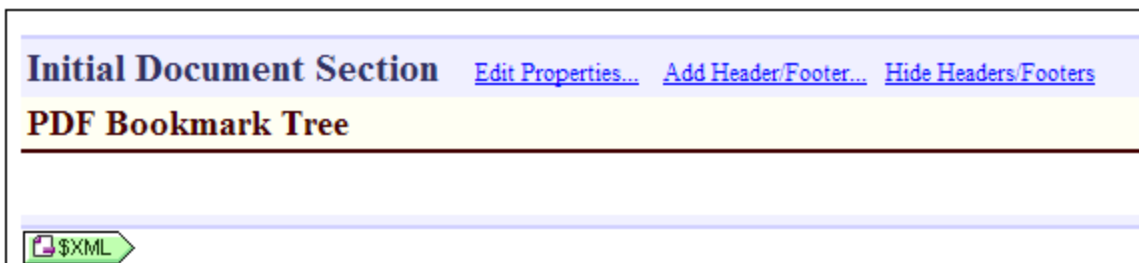 Initial Document Section Edit Properties... Add Header/Footer... Hide Headers/Footers
PDF Bookmark Tree
$XML